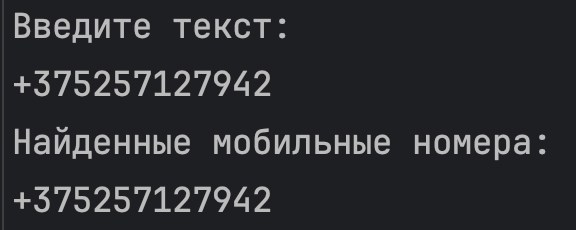 Введите текст:
+375257127942
Найденные мобильные номера:
+375257127942